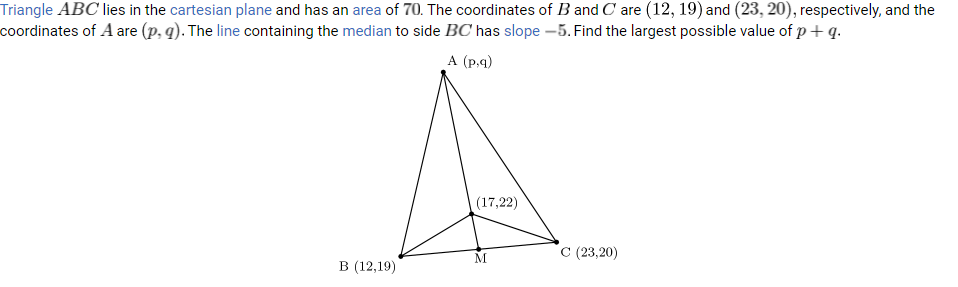 Triangle ABC lies in the cartesian plane and has an area of 70. The coordinates of B and C are (12, 19) and (23, 20), respectively, and the
coordinates of A are (p, q). The line containing the median to side BC has slope −5. Find the largest possible value of p + q.
A (p,q)
(17,22)
C (23,20)
M
B (12,19)